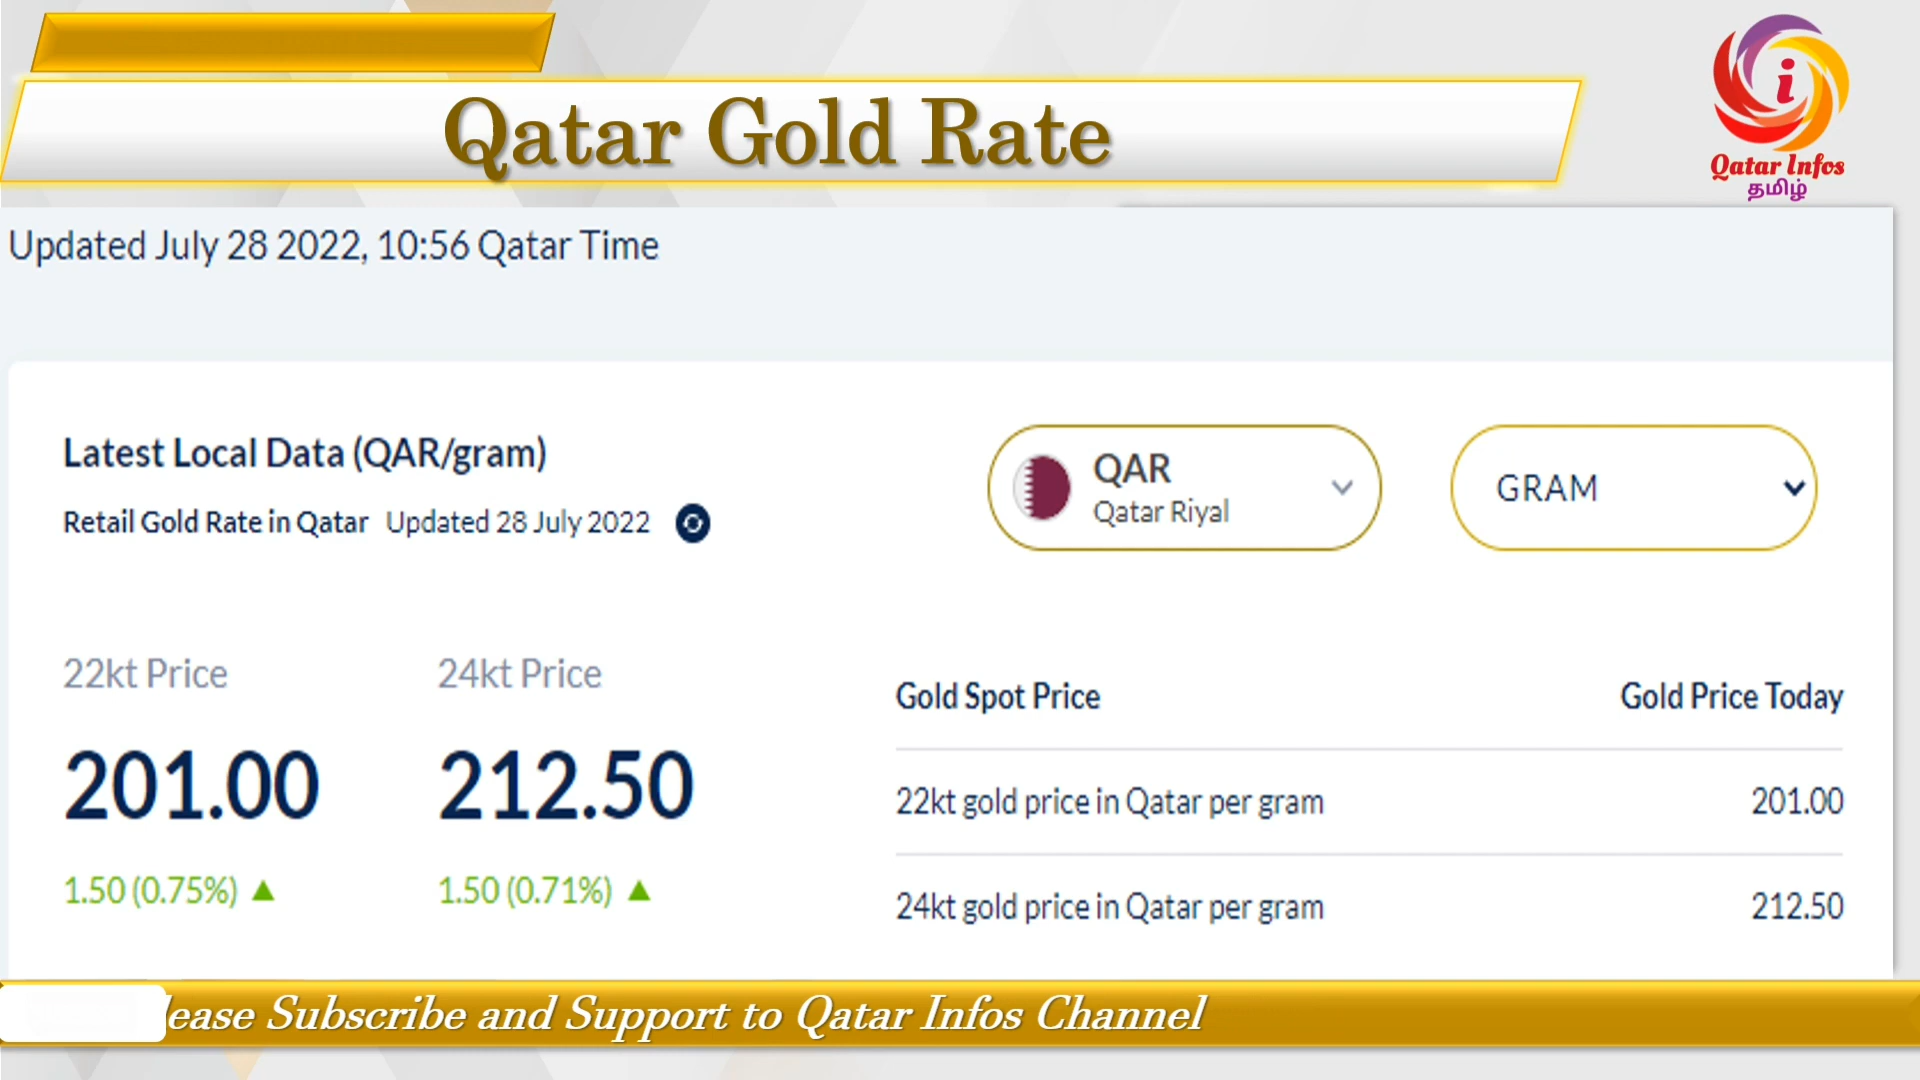 Qatar Gold Rate
i
Qatar Infos
தமிழ்
Updated July 28 2022, 10:56 Qatar Time
Latest Local Data (QAR/gram)
Retail Gold Rate in Qatar Updated 28 July 2022
QAR
Qatar Riyal
GRAM
22kt Price
24kt Price
201.00
212.50
1.50 (0.75%) ▲
1.50 (0.71%) ▲
Gold Spot Price Gold Price Today
22kt gold price in Qatar per gram 201.00
24kt gold price in Qatar per gram 212.50
lease Subscribe and Support to Qatar Infos Channel